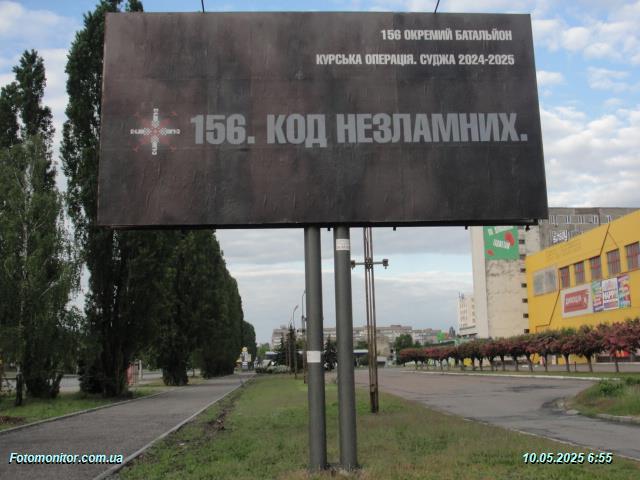 156 ОКРЕМИЙ БАТАЛЬЙОН
КУРСЬКА ОПЕРАЦІЯ. СУДЖА 2024-2025
156. КОД НЕЗЛАМНИХ.
Fotomonitor.com.ua
10.05.2025 6:55